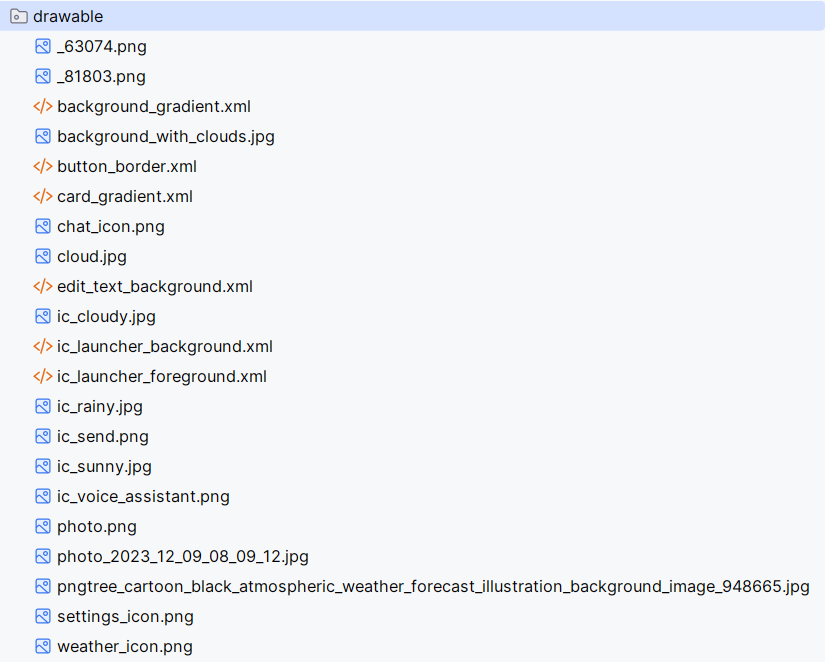 drawable
_63074.png
_81803.png
background_gradient.xml
background_with_clouds.jpg
button_border.xml
card_gradient.xml
chat_icon.png
cloud.jpg
edit_text_background.xml
ic_cloudy.jpg
ic_launcher_background.xml
ic_launcher_foreground.xml
ic_rainy.jpg
ic_send.png
ic_sunny.jpg
ic_voice_assistant.png
photo.png
photo_2023_12_09_08_09_12.jpg
pngtree_cartoon_black_atmospheric_weather_forecast_illustration_background_image_948665.jpg
settings_icon.png
weather_icon.png